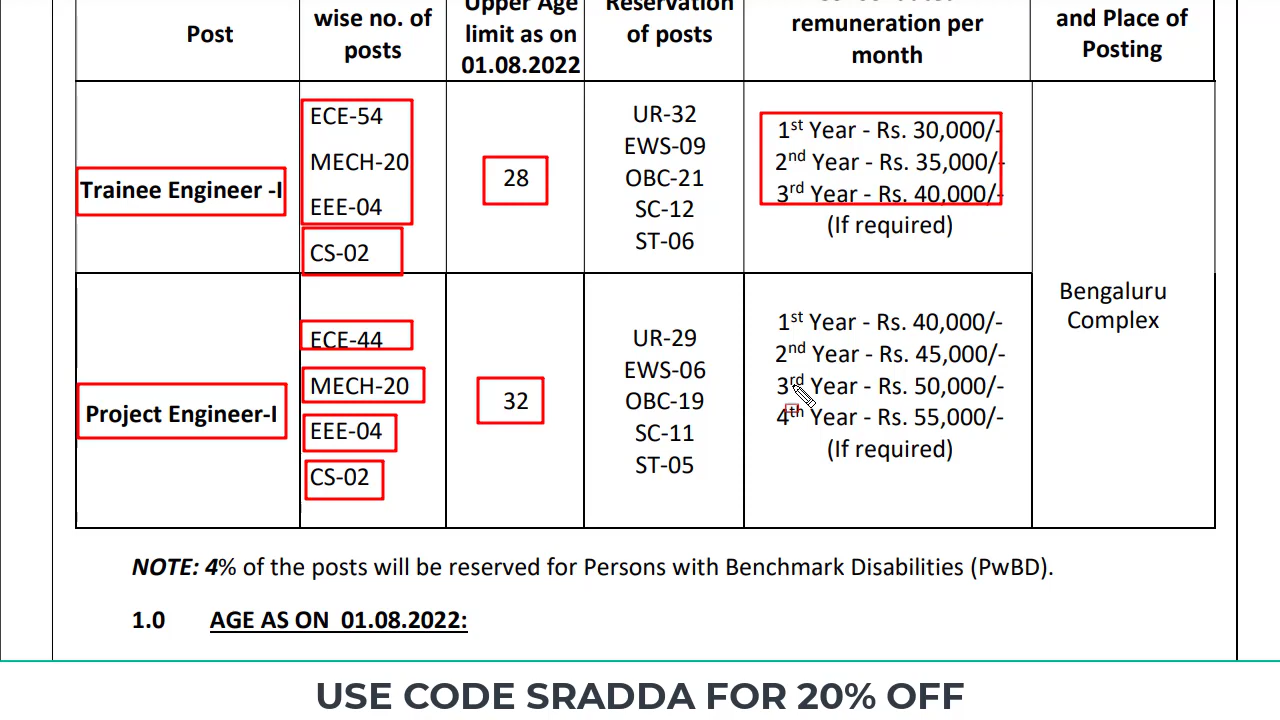 Post
wise no. of
posts
Upper Age
limit as on
01.08.2022
Reservation
of posts
remuneration per
month
and Place of
Posting
Trainee Engineer -I
ECE-54
MECH-20
EEE-04
CS-02
28
UR-32
EWS-09
OBC-21
SC-12
ST-06
1st Year - Rs. 30,000/-
2nd Year - Rs. 35,000/-
3rd Year - Rs. 40,000/-
(If required)
Bengaluru
Complex
Project Engineer-I
ECE-44
MECH-20
EEE-04
CS-02
32
UR-29
EWS-06
OBC-19
SC-11
ST-05
1st Year - Rs. 40,000/-
2nd Year - Rs. 45,000/-
3rd Year - Rs. 50,000/-
4th Year - Rs. 55,000/-
(If required)
NOTE: 4% of the posts will be reserved for Persons with Benchmark Disabilities (PwBD).
1.0 AGE AS ON 01.08.2022:
USE CODE SRADDA FOR 20% OFF